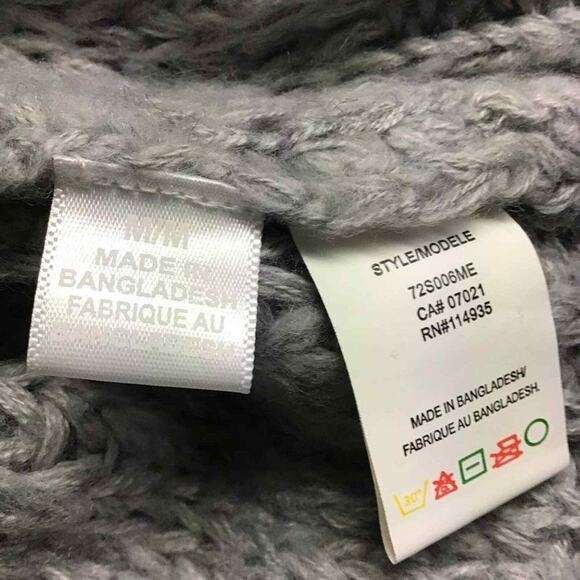 M/M
MADE IN
BANGLADESH
FABRIQUE AU
STYLE/MODELE
72S006ME
CA# 07021
RN#114935
MADE IN BANGLADESH/
FABRIQUE AU BANGLADESH.
30°